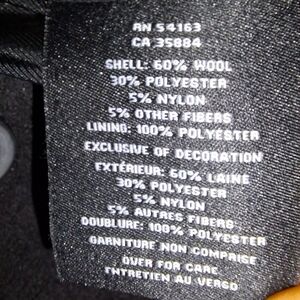 RN 54163
CA 35884
SHELL: 60% WOOL
30% POLYESTER
5% NYLON
5% OTHER FIBERS
LINING: 100% POLYESTER
EXCLUSIVE OF DECORATION
EXTÉRIEUR: 60% LAINE
30% POLYESTER
5% NYLON
5% AUTRES FIBERS
DOUBLURE: 100% POLYESTER
GARNITURE NON COMPRISE
OVER FOR CARE
ENTRETIEN AU VERSO